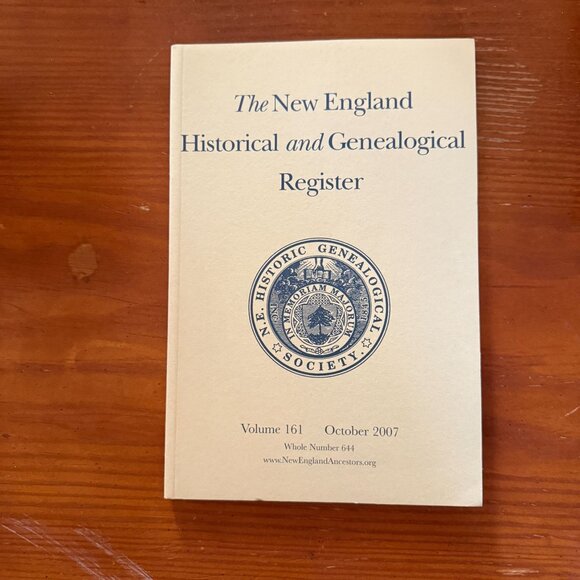 The New England
Historical and Genealogical
Register
N.E. HISTORIC GENEALOGICAL
SOCIETY.
IN MEMORIAM MAJORUM
Volume 161 October 2007
Whole Number 644
www.NewEnglandAncestors.org